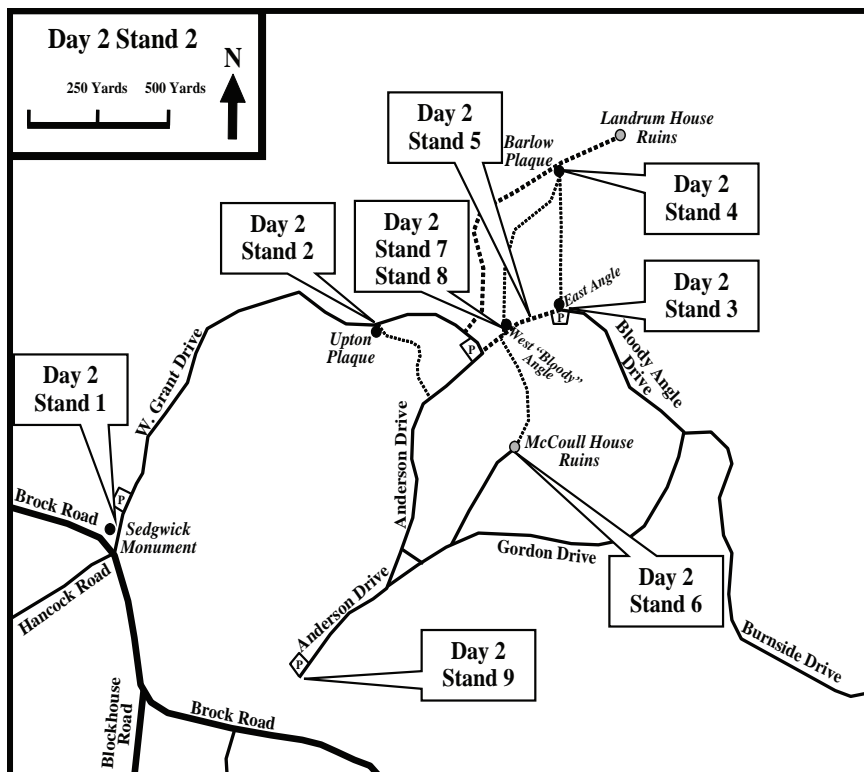 Day 2 Stand 2
N
250 Yards
500 Yards
Day 2
Stand 5
Landrum House
Ruins
Barlow
Plaque
Day 2
Stand 4
Day 2
Stand 2
Day 2
Stand 7
Stand 8
East Angle
P
Day 2
Stand 3
Upton
Plaque
P
West "Bloody"
Angle
Bloody Angle
Drive
W. Grant Drive
Day 2
Stand 1
Anderson Drive
McCoull House
Ruins
P
Brock Road
Sedgwick
Monument
Gordon Drive
Hancock Road
Day 2
Stand 6
Anderson Drive
P
Day 2
Stand 9
Burnside Drive
Blockhouse
Road
Brock Road